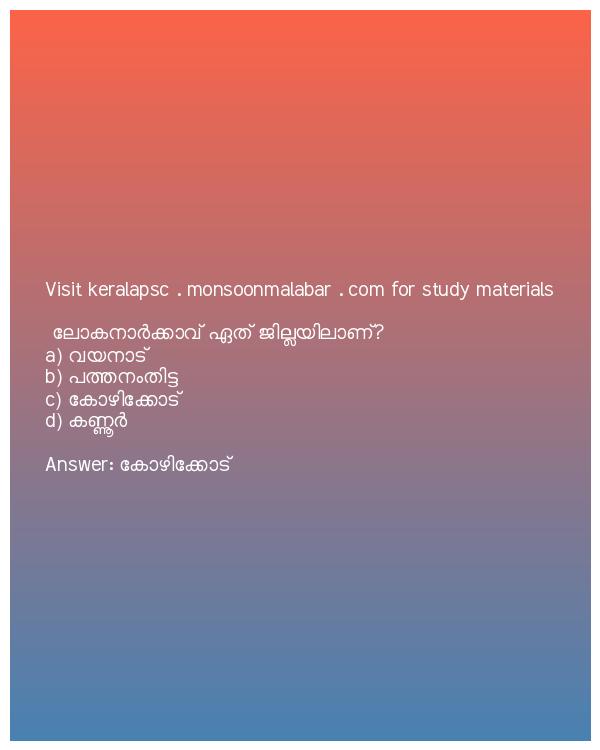 Visit keralapsc . monsoonmalabar . com for study materials
ലോകനാർക്കാവ് ഏത് ജില്ലയിലാണ്?
a) വയനാട്
b) പത്തനംതിട്ട
c) കോഴിക്കോട്
d) കണ്ണൂർ
Answer: കോഴിക്കോട്